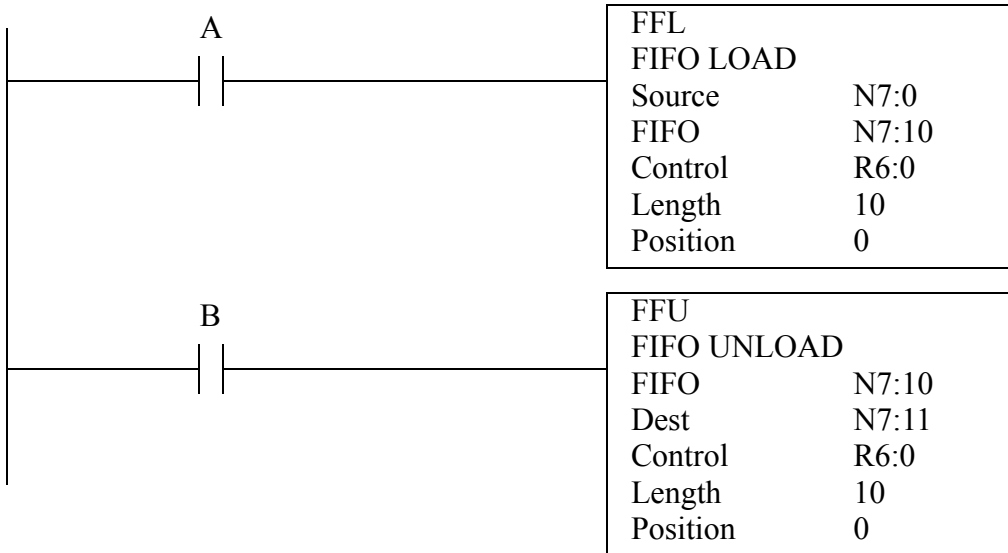 A
FFL
FIFO LOAD
Source N7:0
FIFO N7:10
Control R6:0
Length 10
Position 0
B
FFU
FIFO UNLOAD
FIFO N7:10
Dest N7:11
Control R6:0
Length 10
Position 0